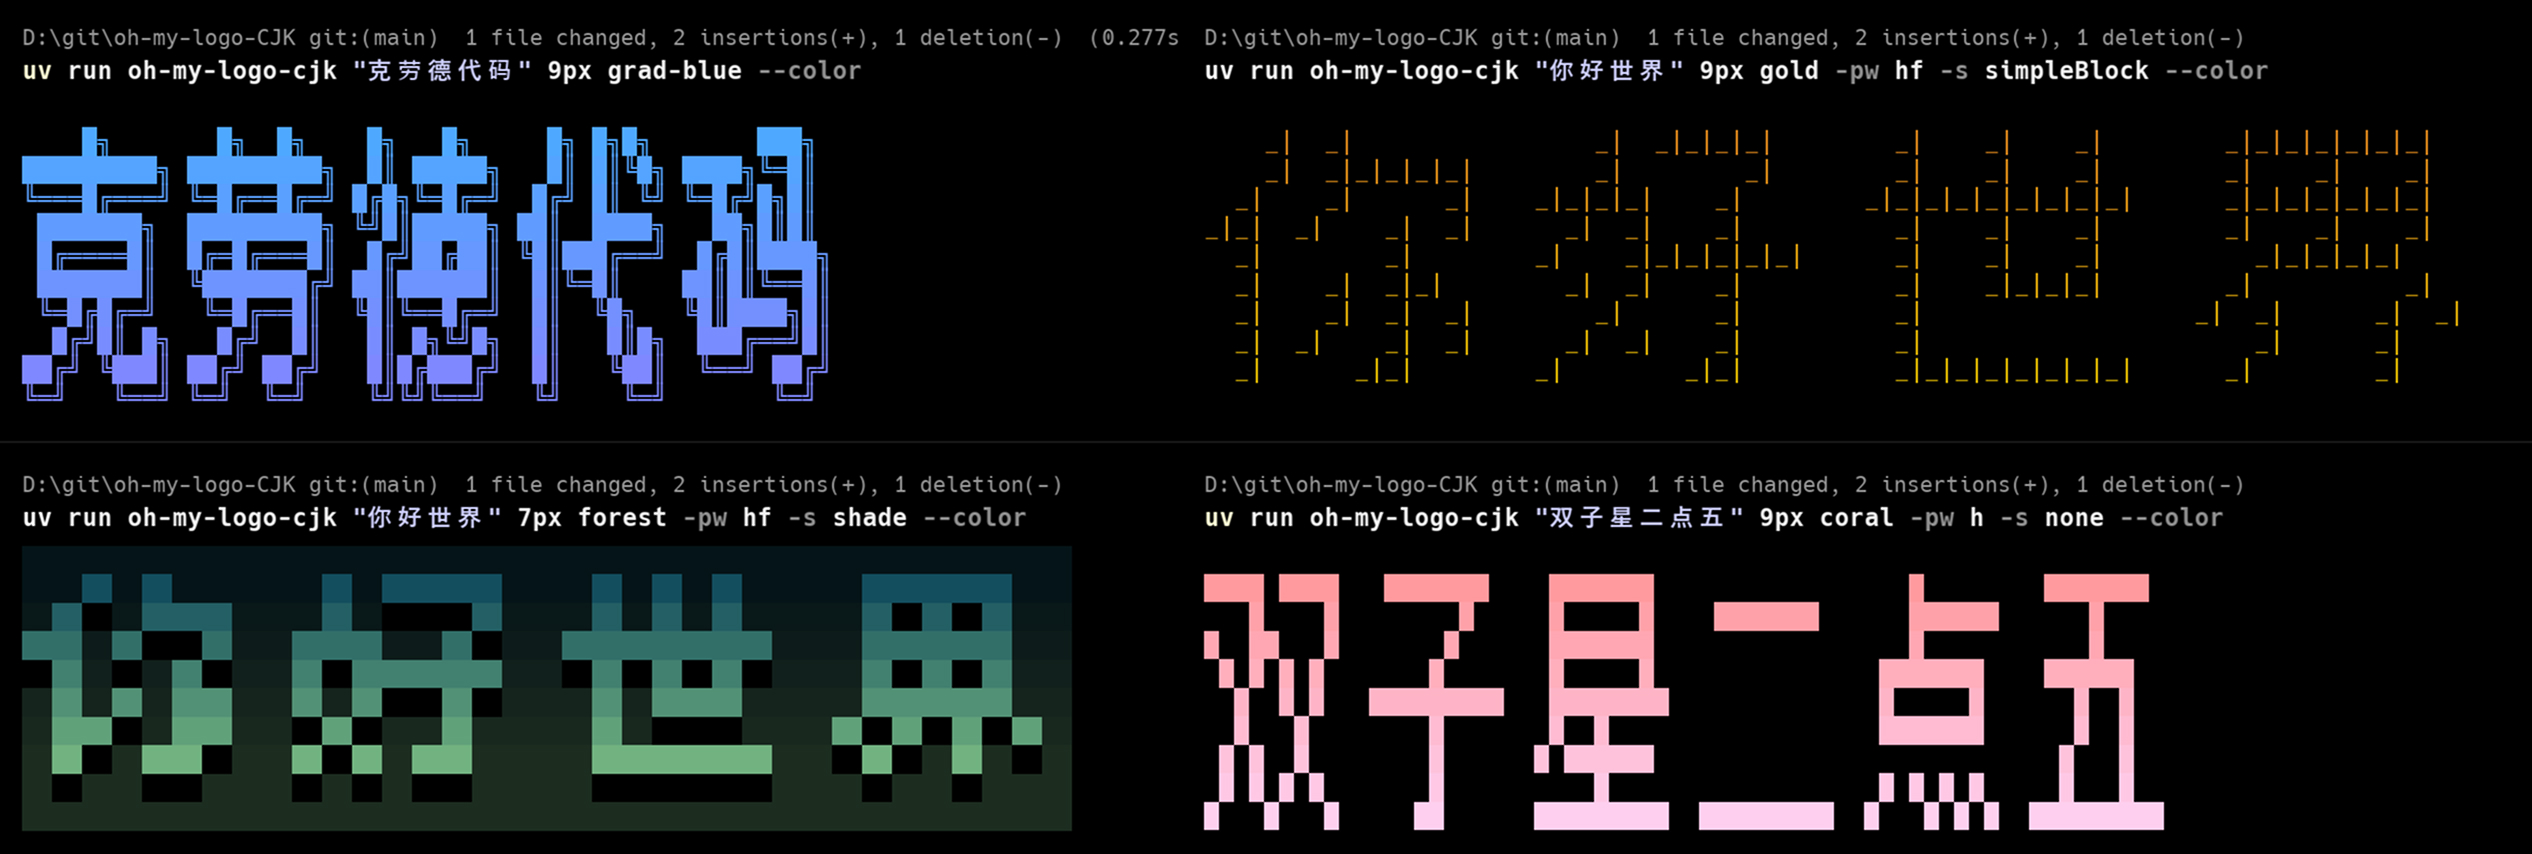 D:\git\oh-my-logo-CJK git:(main)  1 file changed, 2 insertions(+), 1 deletion(-)  (0.277s
uv run oh-my-logo-cjk "克劳德代码" 9px grad-blue --color
克劳德代码
D:\git\oh-my-logo-CJK git:(main)  1 file changed, 2 insertions(+), 1 deletion(-)
uv run oh-my-logo-cjk "你好世界" 9px gold -pw hf -s simpleBlock --color
你好世界
D:\git\oh-my-logo-CJK git:(main)  1 file changed, 2 insertions(+), 1 deletion(-)
uv run oh-my-logo-cjk "你好世界" 7px forest -pw hf -s shade --color
你好世界
D:\git\oh-my-logo-CJK git:(main)  1 file changed, 2 insertions(+), 1 deletion(-)
uv run oh-my-logo-cjk "双子星二点五" 9px coral -pw h -s none --color
双子星二点五